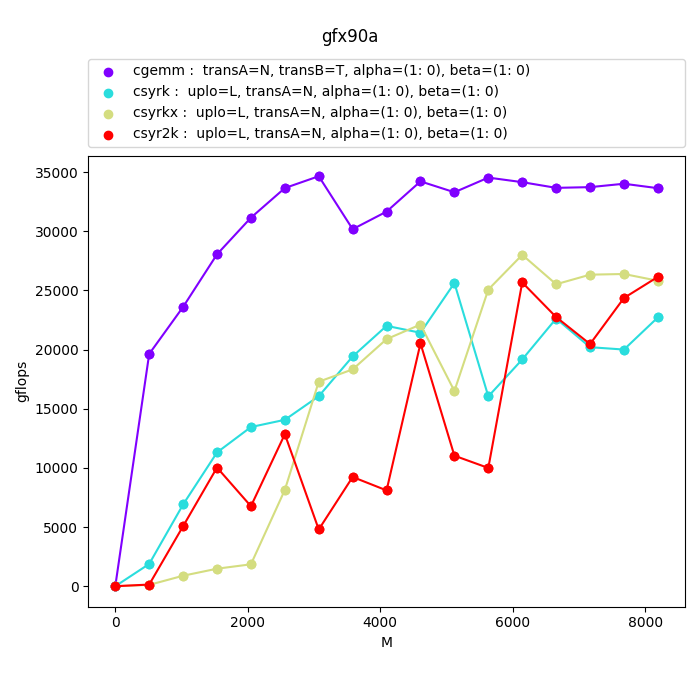 gfx90a
cgemm :  transA=N, transB=T, alpha=(1: 0), beta=(1: 0)
csyrk :  uplo=L, transA=N, alpha=(1: 0), beta=(1: 0)
csyrkx :  uplo=L, transA=N, alpha=(1: 0), beta=(1: 0)
csyr2k :  uplo=L, transA=N, alpha=(1: 0), beta=(1: 0)
35000
30000
25000
20000
15000
10000
5000
0
gflops
0 2000 4000 6000 8000
M